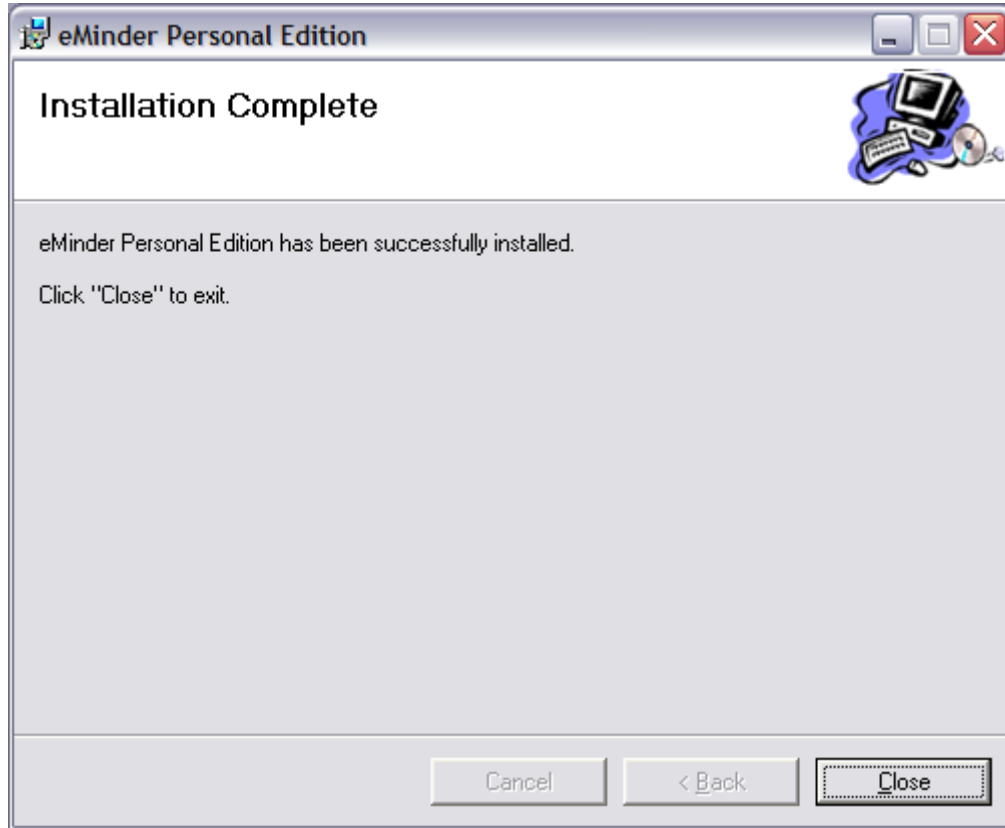 eMinder Personal Edition
Installation Complete
eMinder Personal Edition has been successfully installed.
Click "Close" to exit.
Cancel
< Back
Close